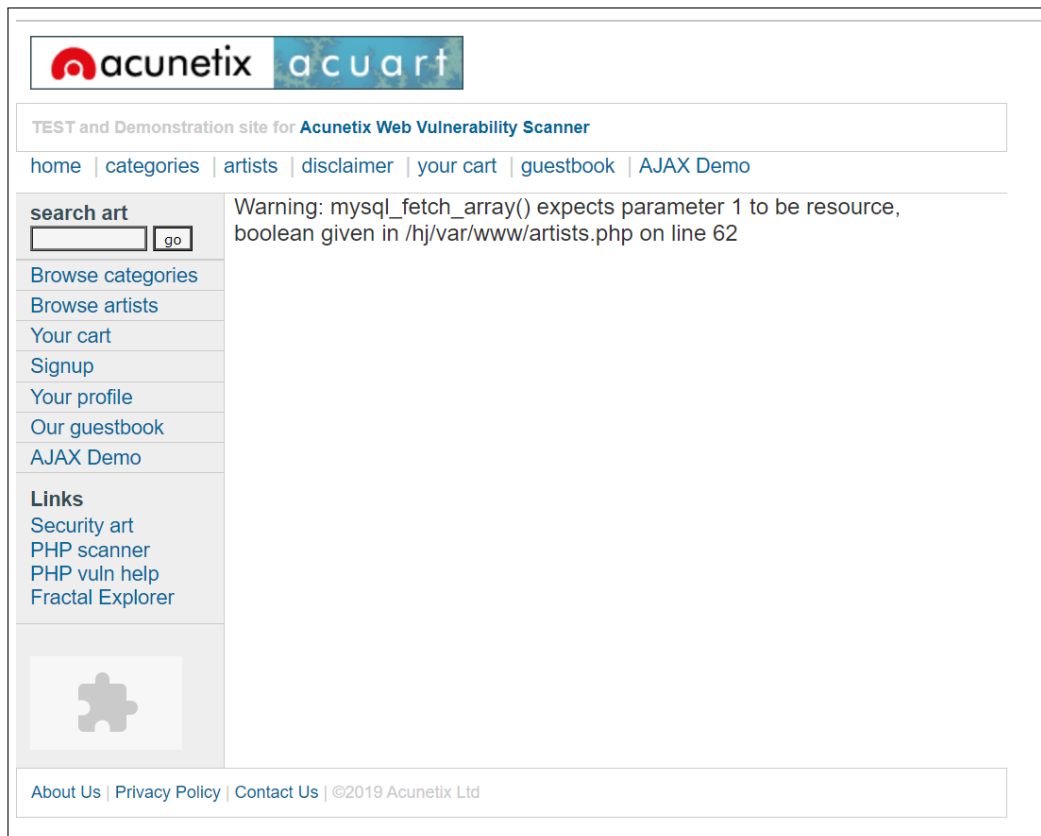 acunetix acuart
TEST and Demonstration site for Acunetix Web Vulnerability Scanner
home | categories | artists | disclaimer | your cart | guestbook | AJAX Demo
search art
go
Browse categories
Browse artists
Your cart
Signup
Your profile
Our guestbook
AJAX Demo
Links
Security art
PHP scanner
PHP vuln help
Fractal Explorer
Warning: mysql_fetch_array() expects parameter 1 to be resource,
boolean given in /hj/var/www/artists.php on line 62
About Us | Privacy Policy | Contact Us | ©2019 Acunetix Ltd